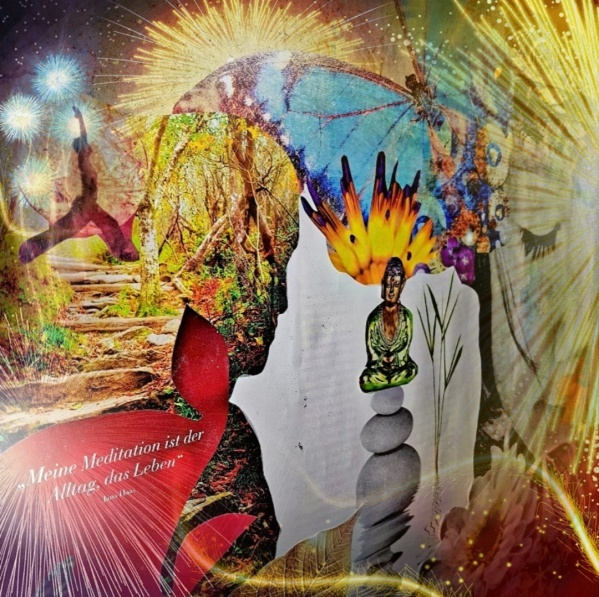 „Meine Meditation ist der
Alltag, das Leben“